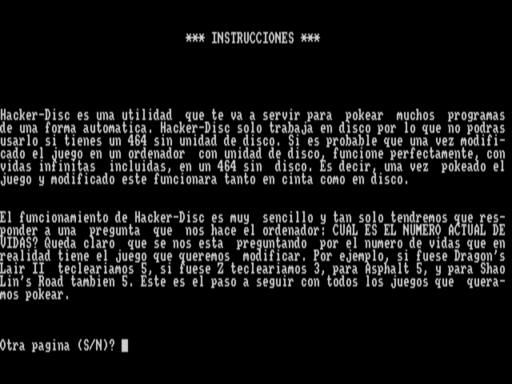 *** INSTRUCCIONES ***
Hacker-Disc es una utilidad  que te va a servir para  pokear  muchos  programas
de una forma automatica. Hacker-Disc solo trabaja en disco por lo que no podras
usarlo si tienes un 464 sin unidad de disco. Si es probable que una vez modifi-
cado el juego en un ordenador  con unidad de disco, funcione perfectamente, con
vidas infinitas  incluidas, en un 464 sin  disco. Es decir, una vez  pokeado el
juego y modificado este funcionara tanto en cinta como en disco.
El funcionamiento de Hacker-Disc es muy  sencillo y tan solo tendremos que res-
ponder a una  pregunta  que  nos hace el ordenador: CUAL ES EL NUMERO ACTUAL DE
VIDAS? Queda claro  que se nos esta  preguntando  por el numero de vidas que en
realidad tiene el juego que queremos  modificar. Por ejemplo, si fuese Dragon's
Lair II  tecleariamos 5, si fuese Z tecleariamos 3, para Asphalt 5, y para Shao
Lin's Road tambien 5. Este es el paso a seguir con todos los juegos  que  quera-
mos pokear.
Otra pagina (S/N)?